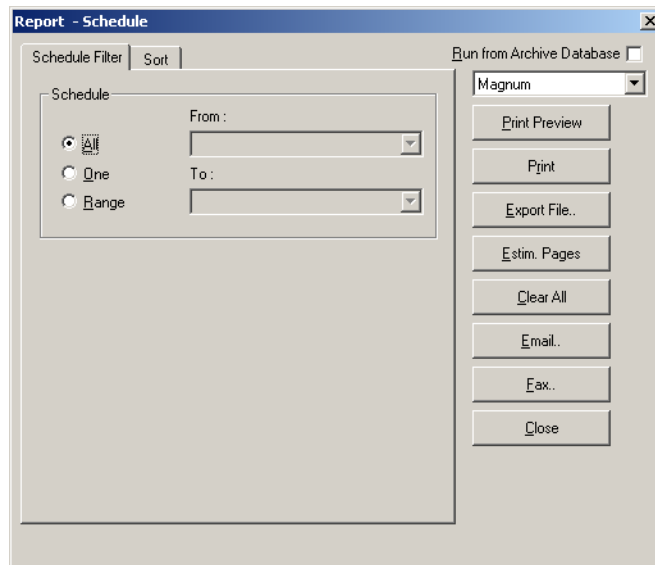 Report - Schedule
Schedule Filter
Sort
Run from Archive Database
Magnum
Schedule
From :
All
One
To :
Range
Print Preview
Print
Export File..
Estim. Pages
Clear All
Email..
Fax..
Close